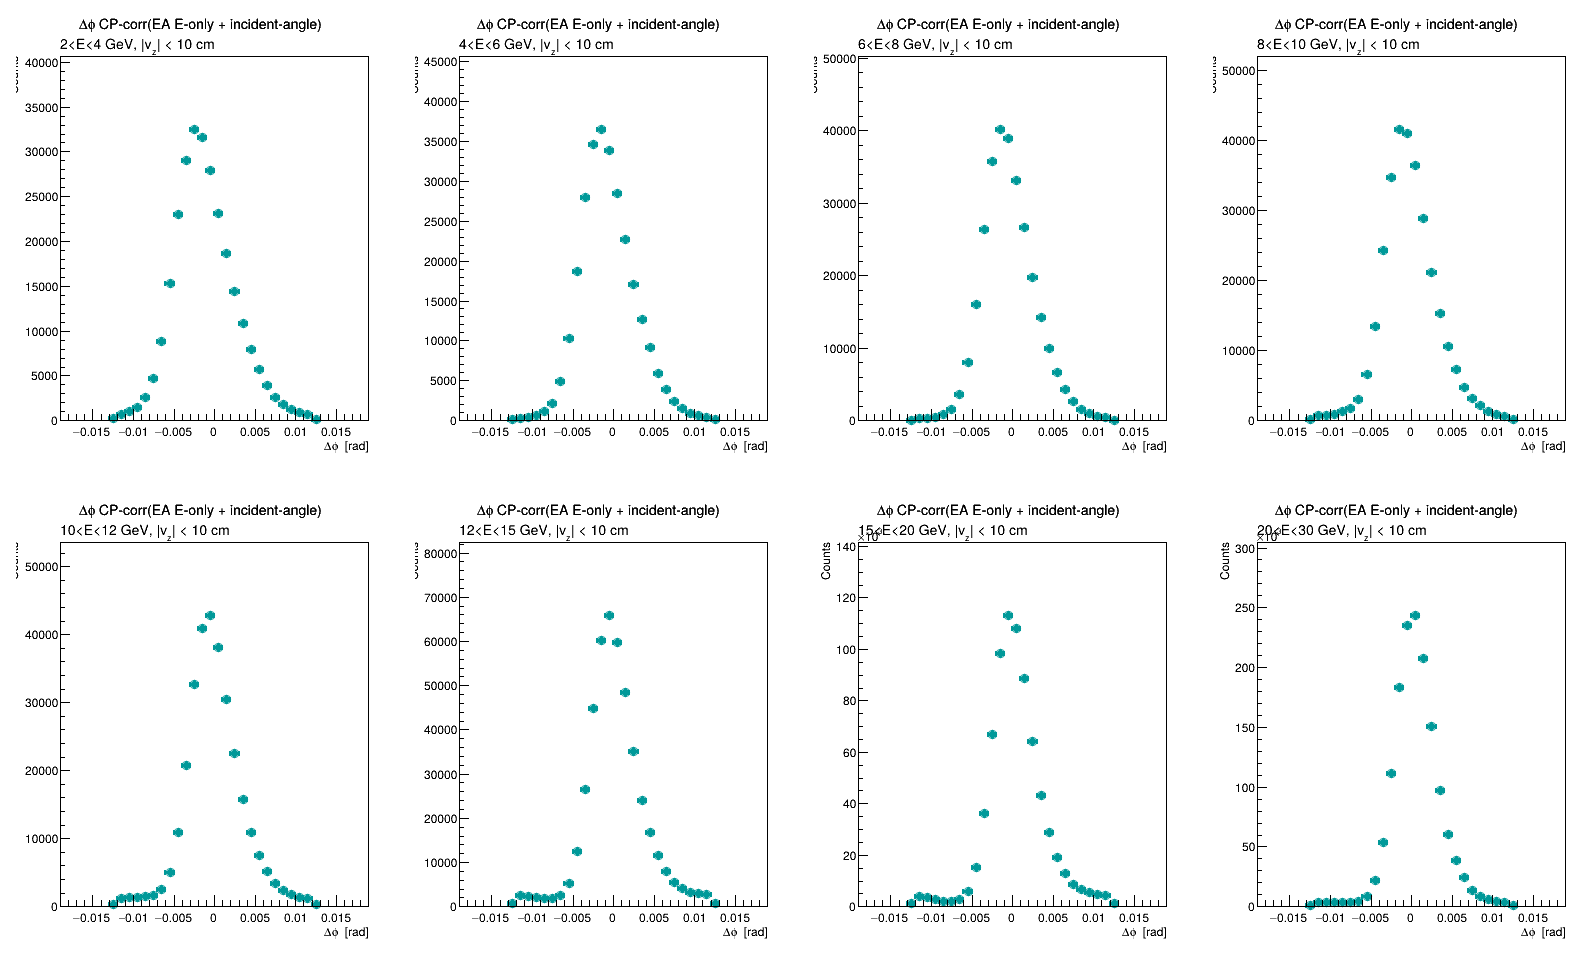 Δϕ CP-corr(EA E-only + incident-angle)
2<E<4 GeV, |v_z| < 10 cm
40000
35000
30000
25000
20000
15000
10000
5000
0
−0.015 −0.01 −0.005 0 0.005 0.01 0.015
Δϕ [rad]
Δϕ CP-corr(EA E-only + incident-angle)
4<E<6 GeV, |v_z| < 10 cm
45000
40000
35000
30000
25000
20000
15000
10000
5000
0
−0.015 −0.01 −0.005 0 0.005 0.01 0.015
Δϕ [rad]
Δϕ CP-corr(EA E-only + incident-angle)
6<E<8 GeV, |v_z| < 10 cm
50000
40000
30000
20000
10000
0
−0.015 −0.01 −0.005 0 0.005 0.01 0.015
Δϕ [rad]
Δϕ CP-corr(EA E-only + incident-angle)
8<E<10 GeV, |v_z| < 10 cm
50000
40000
30000
20000
10000
0
−0.015 −0.01 −0.005 0 0.005 0.01 0.015
Δϕ [rad]
Δϕ CP-corr(EA E-only + incident-angle)
10<E<12 GeV, |v_z| < 10 cm
50000
40000
30000
20000
10000
0
−0.015 −0.01 −0.005 0 0.005 0.01 0.015
Δϕ [rad]
Δϕ CP-corr(EA E-only + incident-angle)
12<E<15 GeV, |v_z| < 10 cm
80000
70000
60000
50000
40000
30000
20000
10000
0
−0.015 −0.01 −0.005 0 0.005 0.01 0.015
Δϕ [rad]
Δϕ CP-corr(EA E-only + incident-angle)
15<E<20 GeV, |v_z| < 10 cm
Counts
140
120
100
80
60
40
20
0
−0.015 −0.01 −0.005 0 0.005 0.01 0.015
Δϕ [rad]
Δϕ CP-corr(EA E-only + incident-angle)
20<E<30 GeV, |v_z| < 10 cm
Counts
300
250
200
150
100
50
0
−0.015 −0.01 −0.005 0 0.005 0.01 0.015
Δϕ [rad]